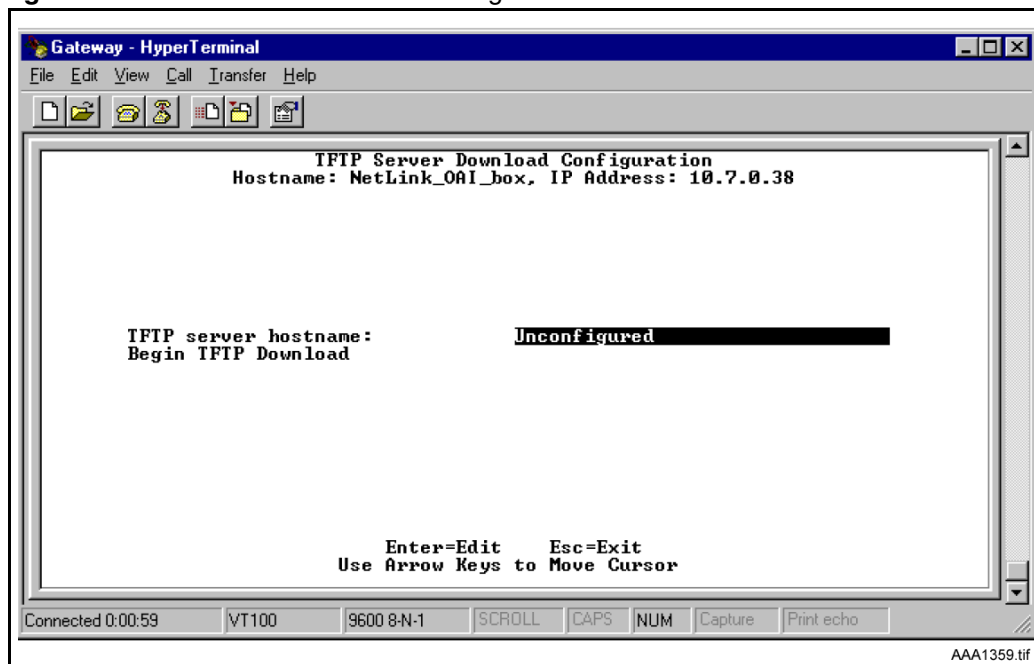 Gateway - HyperTerminal
File Edit View Call Transfer Help
TFTP Server Download Configuration
Hostname: NetLink_OAI_box, IP Address: 10.7.0.38
TFTP server hostname: Unconfigured
Begin TFTP Download
Enter=Edit Esc=Exit
Use Arrow Keys to Move Cursor
Connected 0:00:59 VT100 9600 8-N-1 SCROLL CAPS NUM Capture Print echo
AAA1359.tif